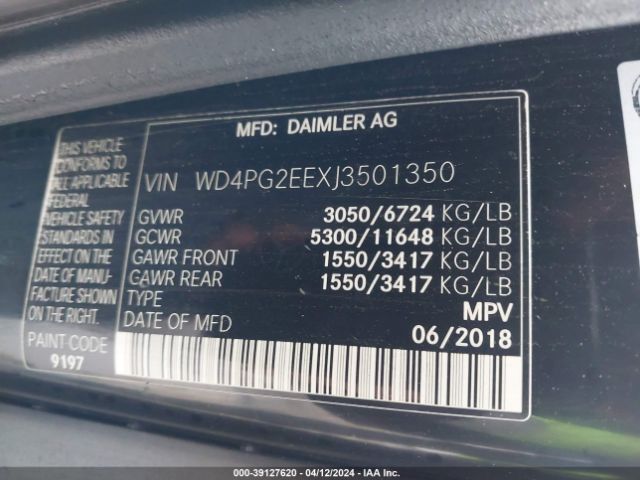 MFD: DAIMLER AG
THIS VEHICLE
CONFORMS TO
ALL APPLICABLE
FEDERAL
VEHICLE SAFETY
STANDARDS IN
EFFECT ON THE
DATE OF MANU-
FACTURE SHOWN
ON THE RIGHT.
PAINT CODE
9197
VIN WD4PG2EEXJ3501350
GVWR 3050/6724 KG/LB
GCWR 5300/11648 KG/LB
GAWR FRONT 1550/3417 KG/LB
GAWR REAR 1550/3417 KG/LB
TYPE MPV
DATE OF MFD 06/2018
000-39127620 - 04/12/2024 - IAA Inc.